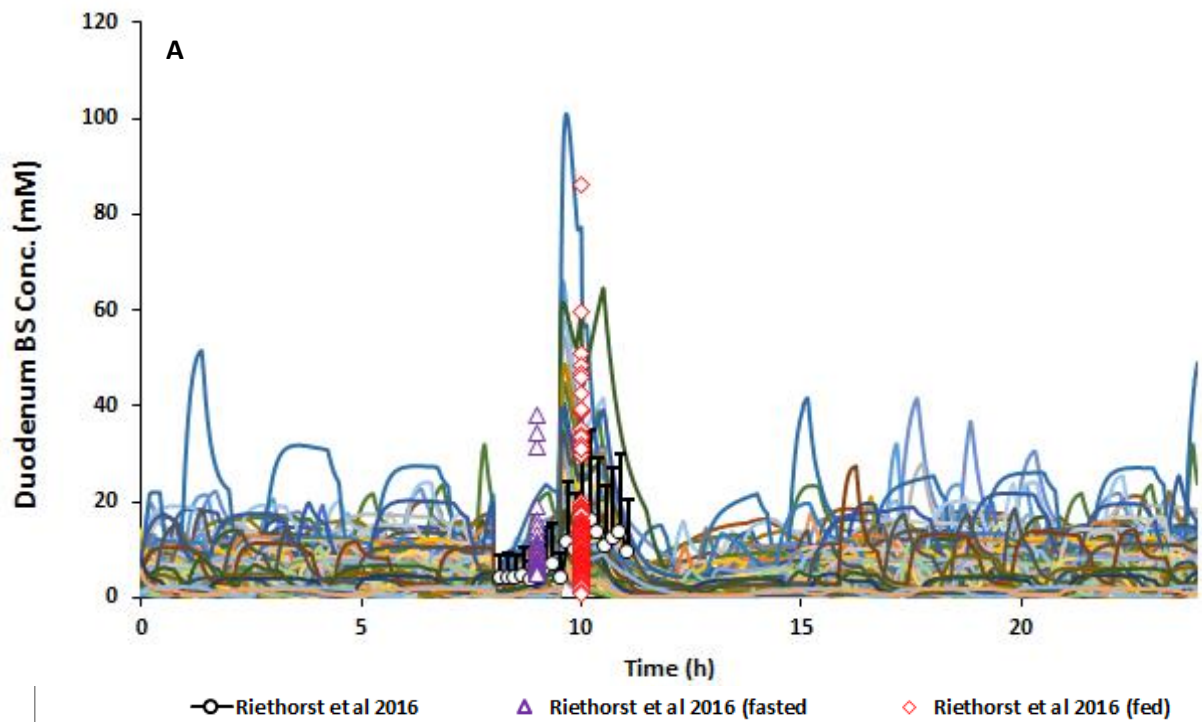 120
A
100
80
60
40
20
0
Duodenum BS Conc. (mM)
0 5 10 15 20
Time (h)
Riethorst et al 2016 Riethorst et al 2016 (fasted Riethorst et al 2016 (fed)